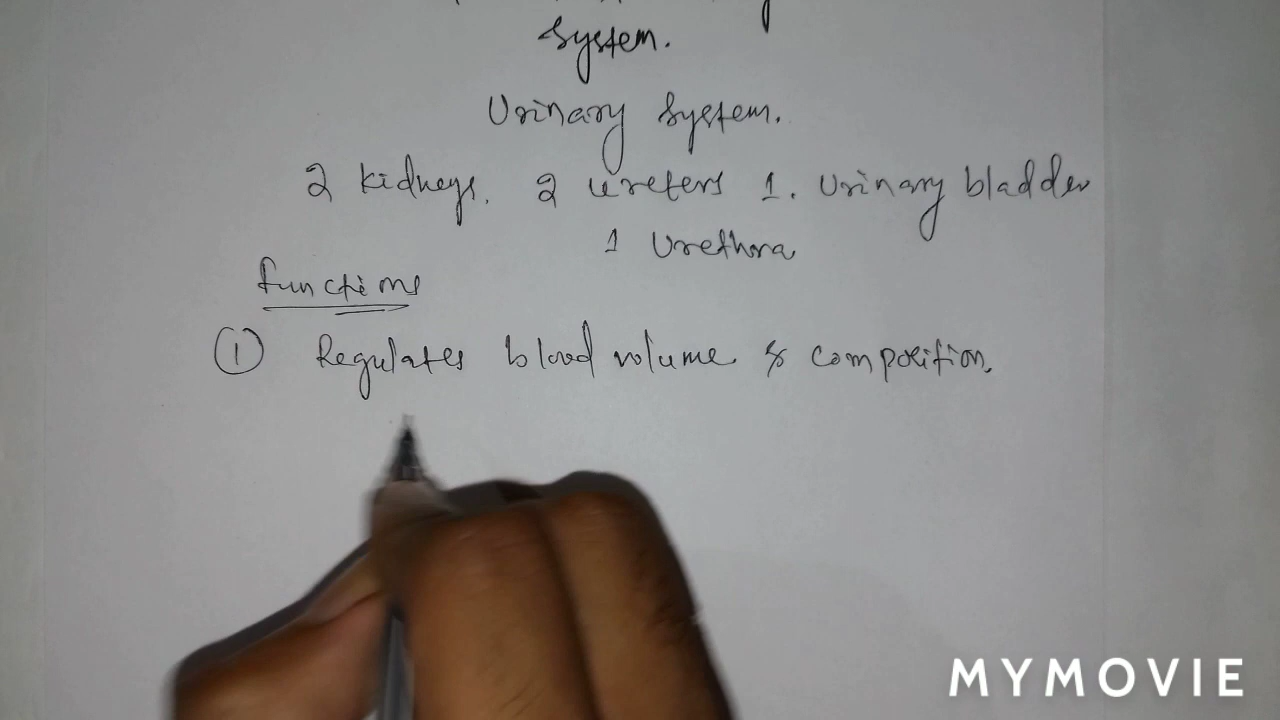 System.
Urinary System.
2 kidneys. 2 ureters 1. Urinary bladder
1 Urethra
functions
① Regulates blood volume & composition.
MYMOVIE